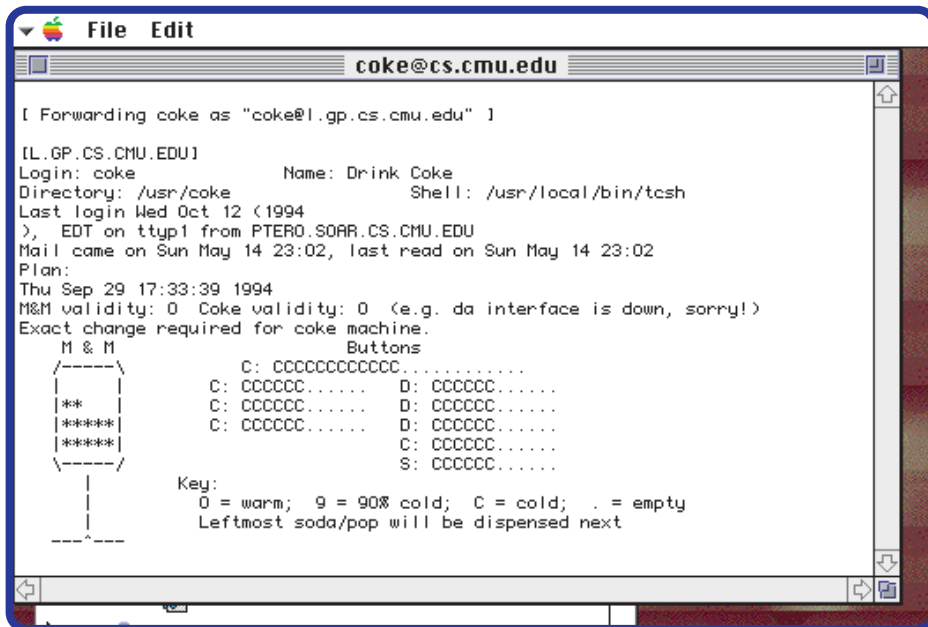 File Edit
coke@cs.cmu.edu
[ Forwarding coke as "coke@l.gp.cs.cmu.edu" ]
[L.GP.CS.CMU.EDU]
Login: coke Name: Drink Coke
Directory: /usr/coke Shell: /usr/local/bin/tcsh
Last login Wed Oct 12 (1994
), EDT on ttyp1 from PTERO.SOAR.CS.CMU.EDU
Mail came on Sun May 14 23:02, last read on Sun May 14 23:02
Plan:
Thu Sep 29 17:33:39 1994
M&M validity: 0 Coke validity: 0 (e.g. da interface is down, sorry!)
Exact change required for coke machine.
    M & M                      Buttons
   /-----\           C: CCCCCCCCCCCC............
   |     |        C: CCCCCC......   D: CCCCCC......
   |**   |        C: CCCCCC......   D: CCCCCC......
   |*****|        C: CCCCCC......   D: CCCCCC......
   |*****|                          C: CCCCCC......
   \-----/                          S: CCCCCC......
      |        Key:
      |          0 = warm;  9 = 90% cold;  C = cold;  . = empty
      |          Leftmost soda/pop will be dispensed next
   ---^---